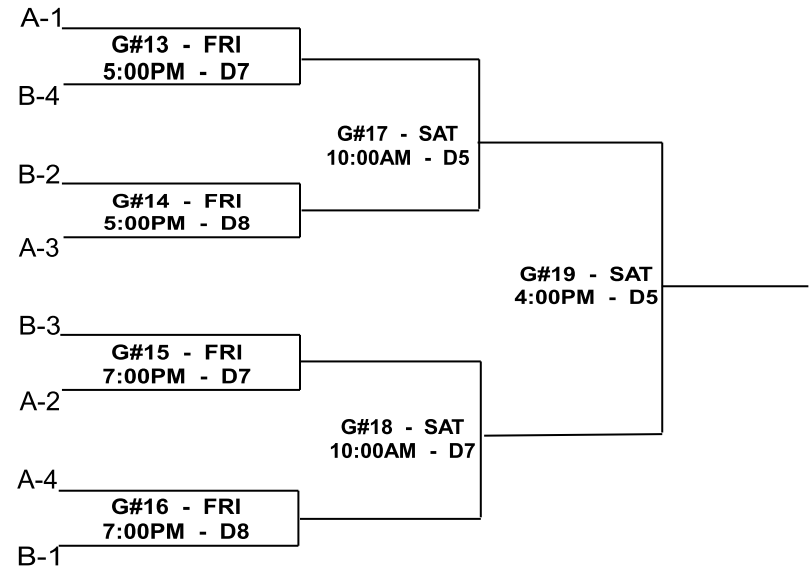 A-1
G#13 - FRI
5:00PM - D7
B-4
G#17 - SAT
10:00AM - D5
B-2
G#14 - FRI
5:00PM - D8
A-3
G#19 - SAT
4:00PM - D5
B-3
G#15 - FRI
7:00PM - D7
A-2
G#18 - SAT
10:00AM - D7
A-4
G#16 - FRI
7:00PM - D8
B-1